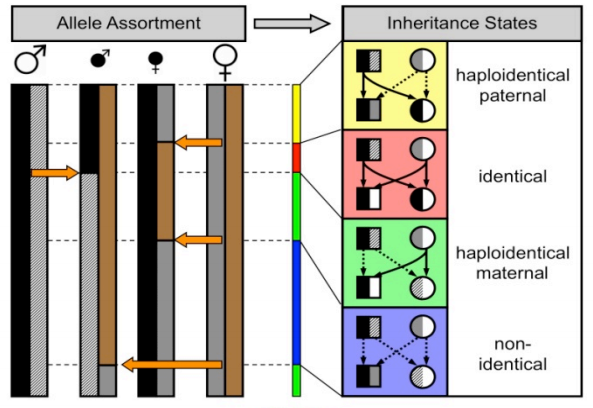 Allele Assortment
Inheritance States
♂ ♂ ♀ ♀
haploidentical
paternal
identical
haploidentical
maternal
non-
identical